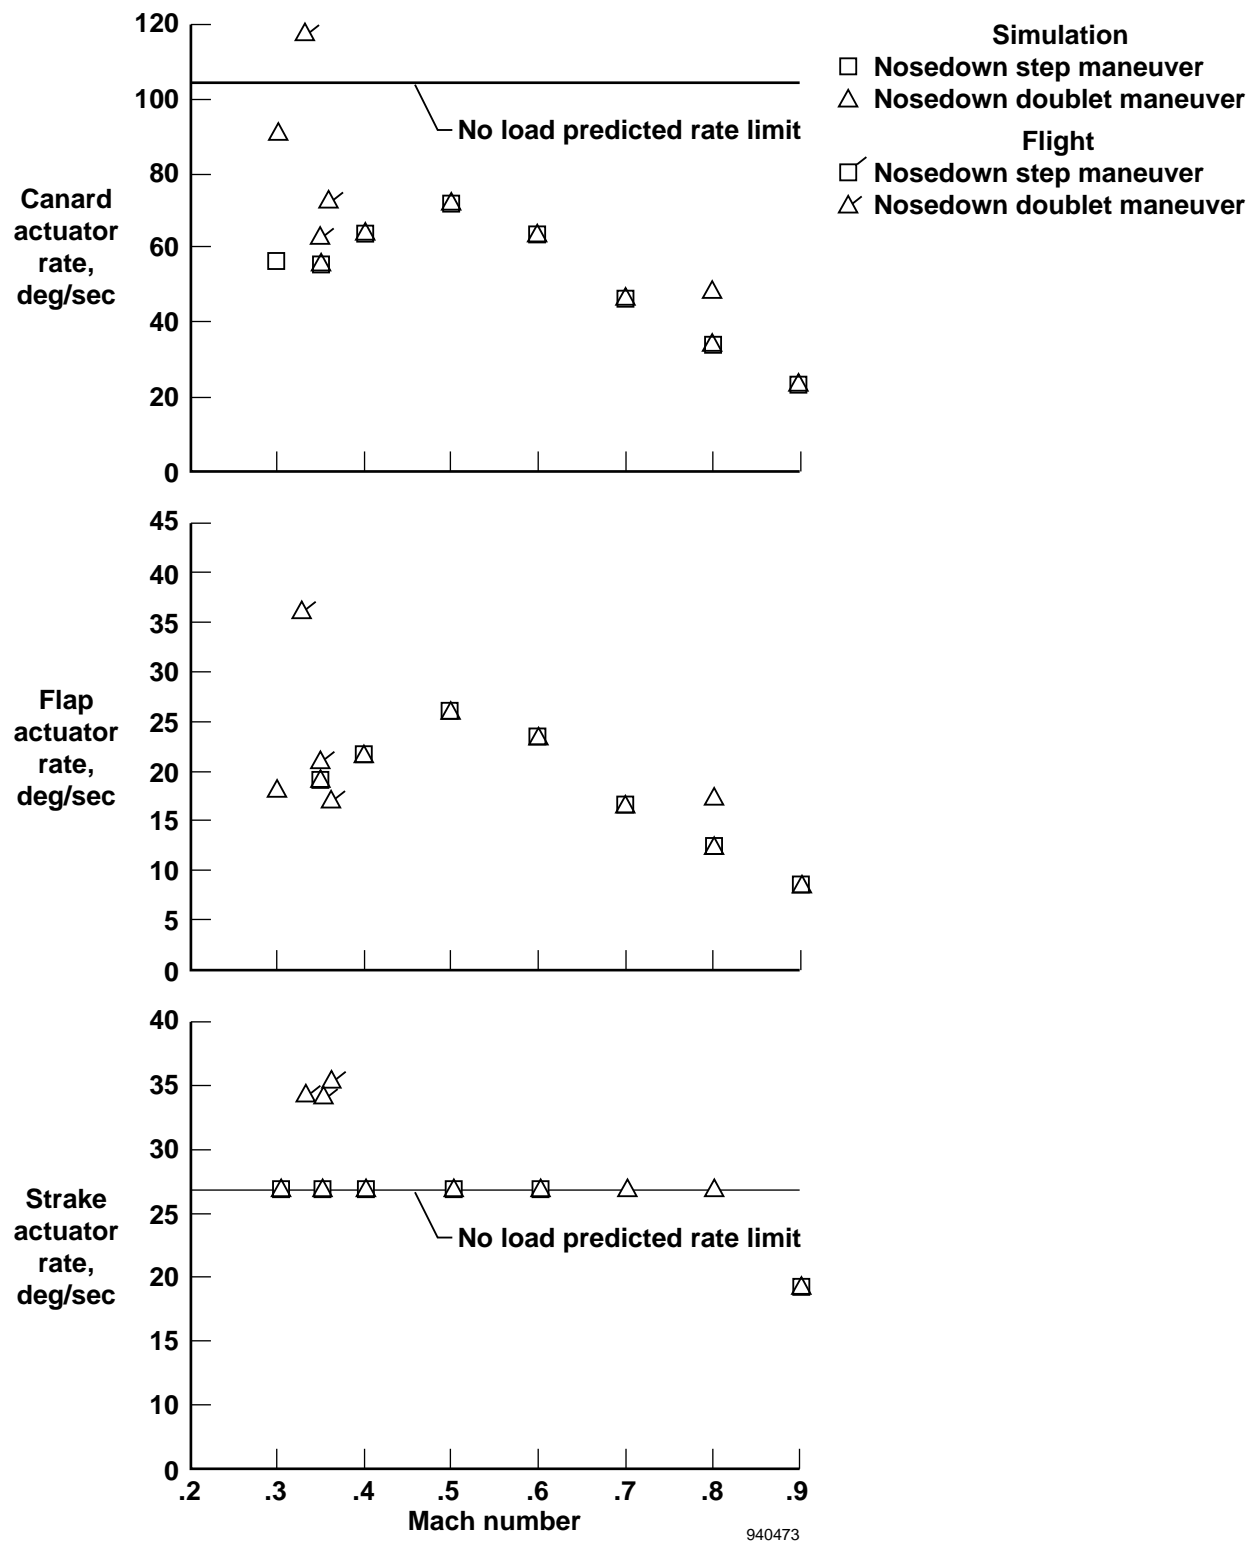 120
100
80
60
40
20
0
Canard
actuator
rate,
deg/sec
No load predicted rate limit
Simulation
Nosedown step maneuver
Nosedown doublet maneuver
Flight
Nosedown step maneuver
Nosedown doublet maneuver
45
40
35
30
25
20
15
10
5
0
Flap
actuator
rate,
deg/sec
40
35
30
25
20
15
10
0
Strake
actuator
rate,
deg/sec
No load predicted rate limit
.2 .3 .4 .5 .6 .7 .8 .9
Mach number
940473